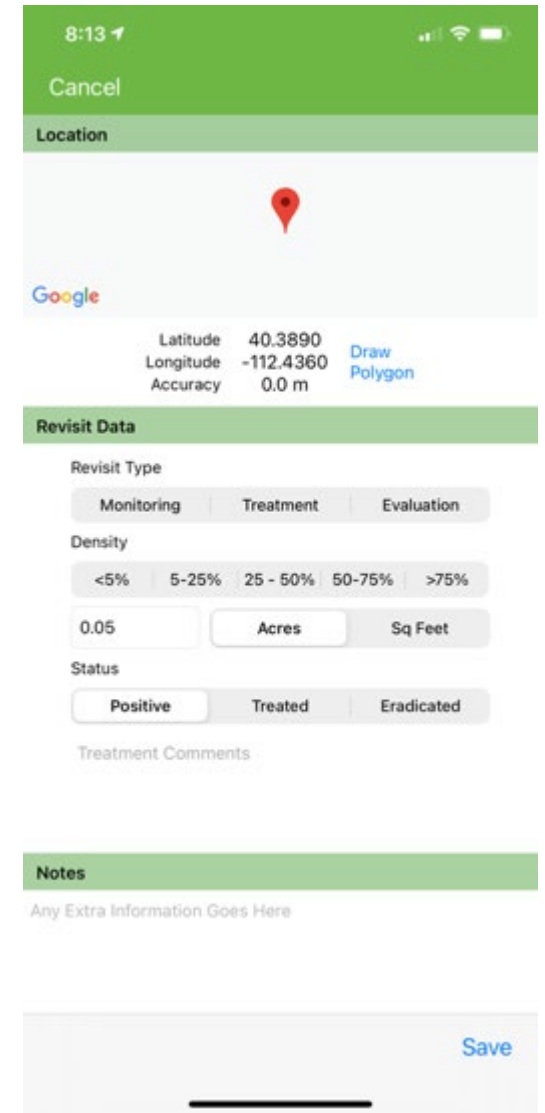 8:13
Cancel
Location
Google
Latitude 40.3890
Longitude -112.4360
Accuracy 0.0 m
Draw
Polygon
Revisit Data
Revisit Type
Monitoring Treatment Evaluation
Density
<5% 5-25% 25 - 50% 50-75% >75%
0.05 Acres Sq Feet
Status
Positive Treated Eradicated
Treatment Comments
Notes
Any Extra Information Goes Here
Save